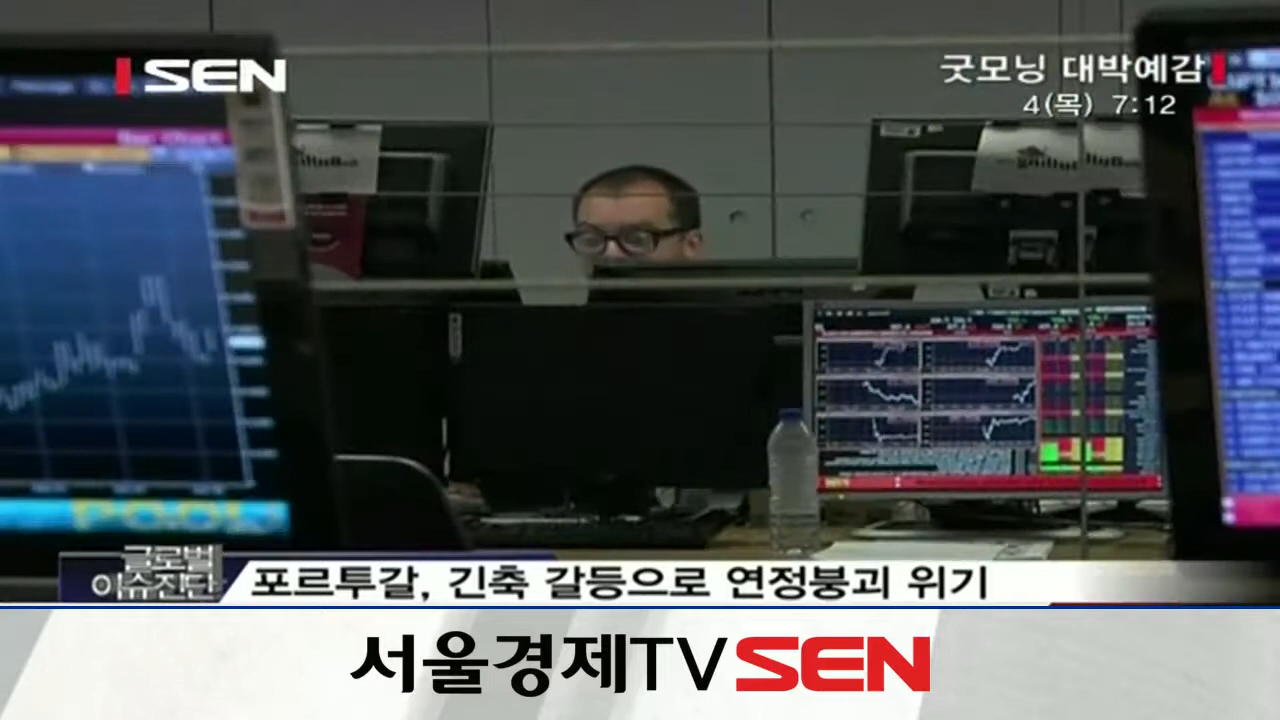 SEN
굿모닝 대박예감
4(목) 7:12
글로벌
이슈진단
포르투갈, 긴축 갈등으로 연정붕괴 위기
서울경제TV SEN